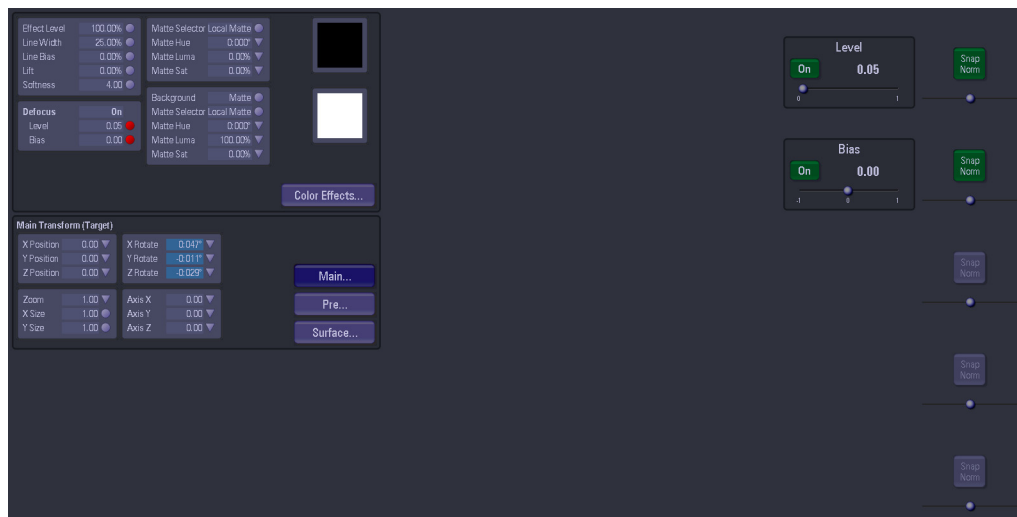 Effect Level 100.00%
Line Width 25.00%
Line Bias 0.00%
Lift 0.00%
Softness 4.00
Matte Selector Local Matte
Matte Hue 0:000°
Matte Luma 0.00%
Matte Sat 0.00%
Defocus On
Level 0.05
Bias 0.00
Background Matte
Matte Selector Local Matte
Matte Hue 0:000°
Matte Luma 100.00%
Matte Sat 0.00%
Color Effects...
Main Transform (Target)
X Position 0.00
Y Position 0.00
Z Position 0.00
X Rotate 0:047°
Y Rotate -0:011°
Z Rotate -0:029°
Zoom 1.00
X Size 1.00
Y Size 1.00
Axis X 0.00
Axis Y 0.00
Axis Z 0.00
Main...
Pre...
Surface...
Level
On 0.05
0 1
Snap
Norm
Bias
On 0.00
-1 0 1
Snap
Norm
Snap
Norm
Snap
Norm
Snap
Norm